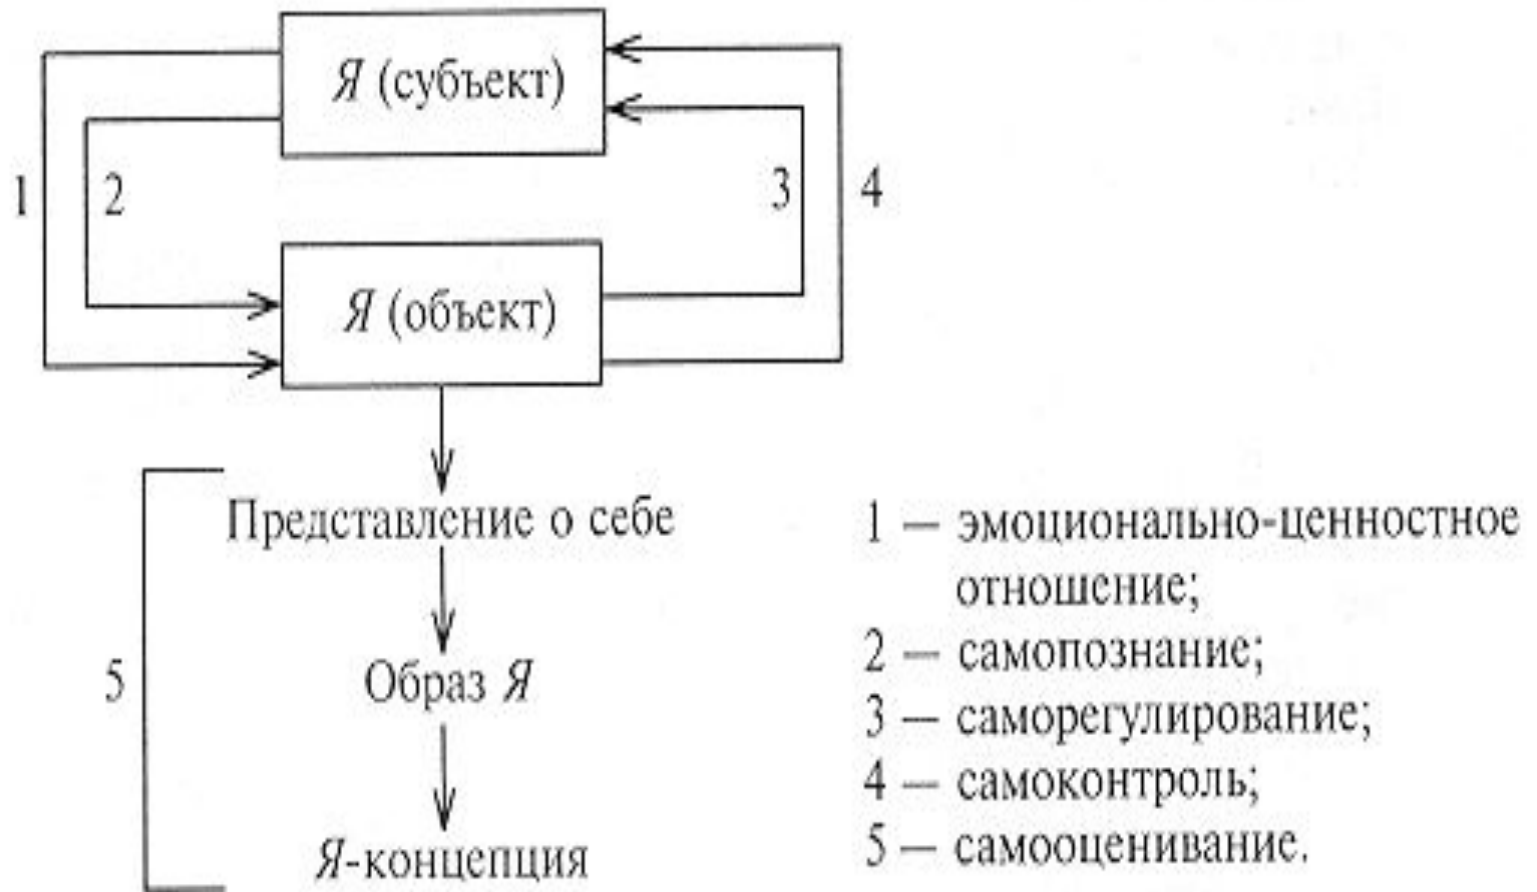 Я (субъект)
1
2
3
4
Я (объект)
Представление о себе
5
Образ Я
Я-концепция
1 — эмоционально-ценностное
отношение;
2 — самопознание;
3 — саморегулирование;
4 — самоконтроль;
5 — самооценивание.